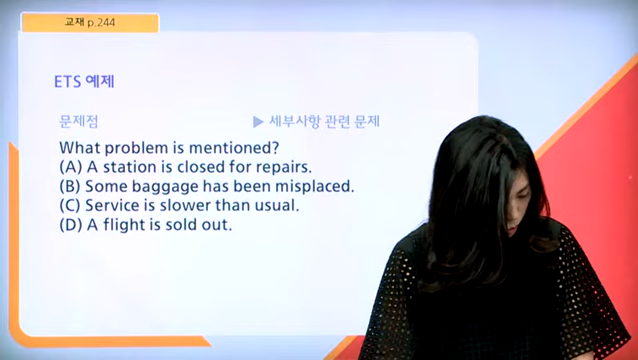 교재 p.244
ETS 예제
문제점 ▶ 세부사항 관련 문제
What problem is mentioned?
(A) A station is closed for repairs.
(B) Some baggage has been misplaced.
(C) Service is slower than usual.
(D) A flight is sold out.